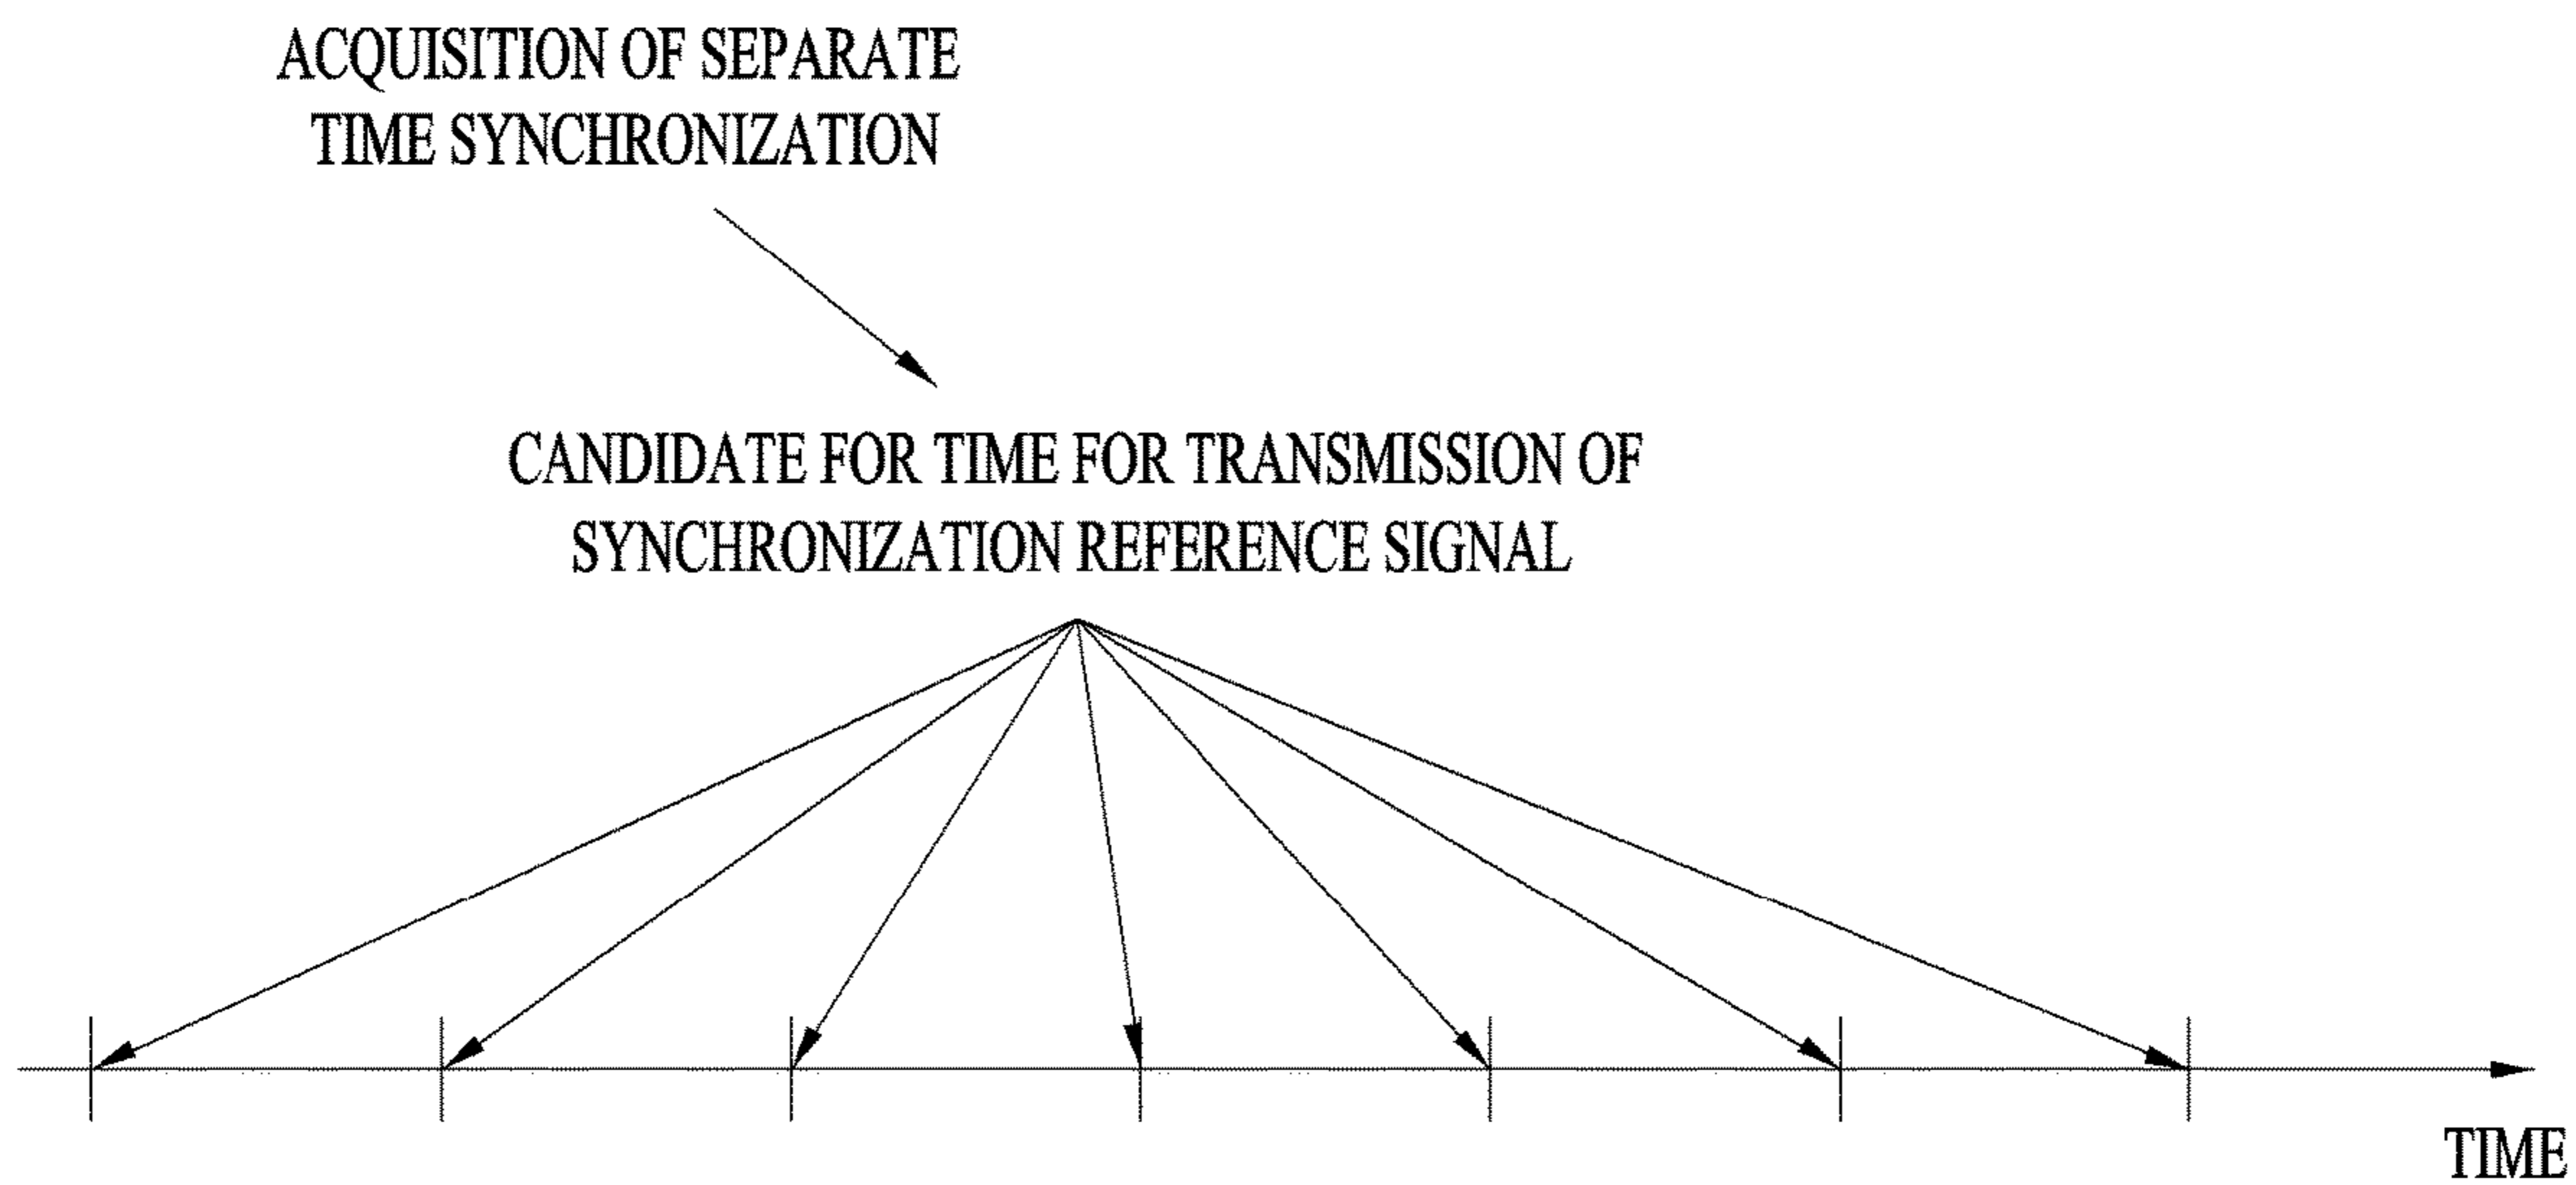 ACQUISITION OF SEPARATE
TIME SYNCHRONIZATION
CANDIDATE FOR TIME FOR TRANSMISSION OF
SYNCHRONIZATION REFERENCE SIGNAL
TIME